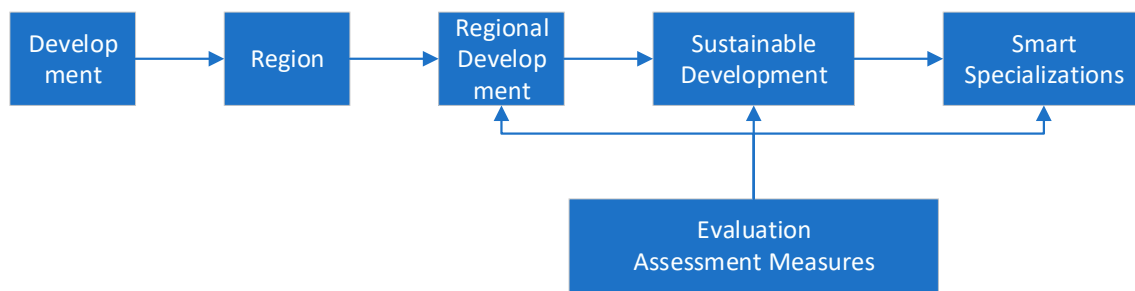 Develop
ment
Region
Regional
Develop
ment
Sustainable
Development
Smart
Specializations
Evaluation
Assessment Measures